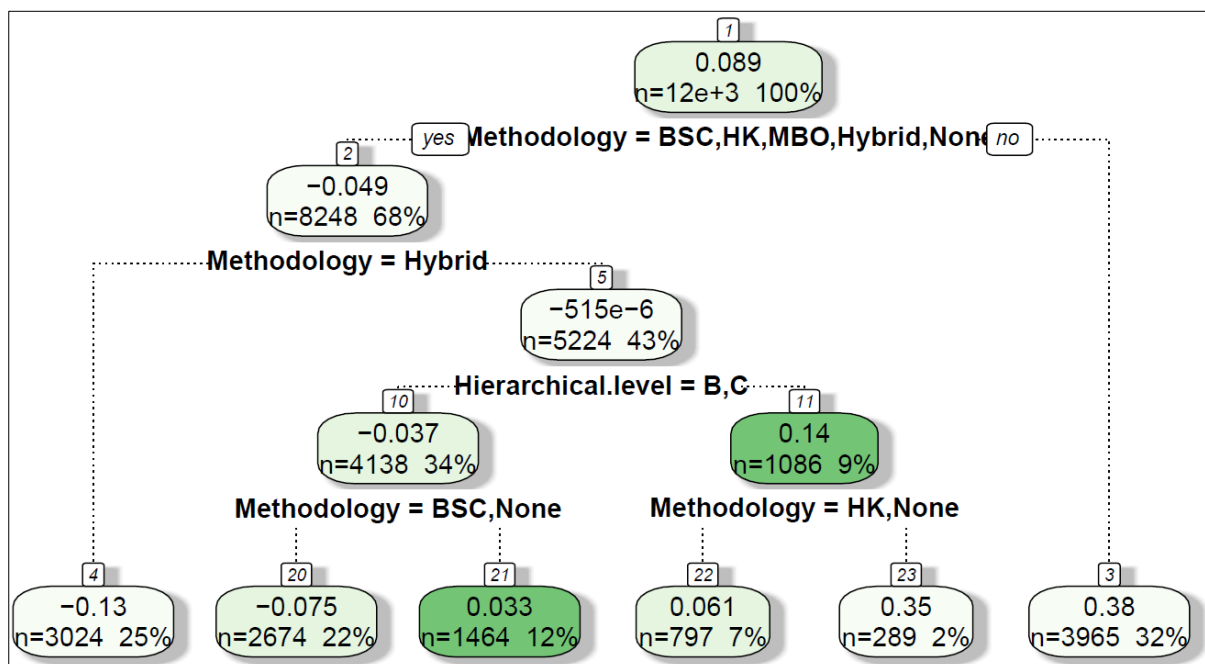 1
0.089
n=12e+3 100%
yes Methodology = BSC,HK,MBO,Hybrid,None no
2
−0.049
n=8248 68%
Methodology = Hybrid
5
−515e−6
n=5224 43%
Hierarchical.level = B,C
10
−0.037
n=4138 34%
11
0.14
n=1086 9%
Methodology = BSC,None
Methodology = HK,None
4
−0.13
n=3024 25%
20
−0.075
n=2674 22%
21
0.033
n=1464 12%
22
0.061
n=797 7%
23
0.35
n=289 2%
3
0.38
n=3965 32%